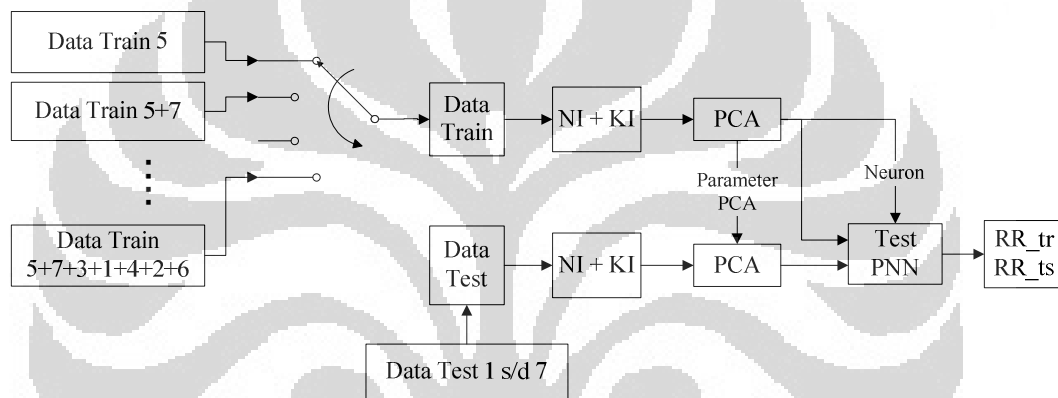 Data Train 5
Data Train 5+7
Data Train
5+7+3+1+4+2+6
Data
Train
NI + KI
PCA
Parameter
PCA
Neuron
Data
Test
NI + KI
PCA
Test
PNN
RR_tr
RR_ts
Data Test 1 s/d 7